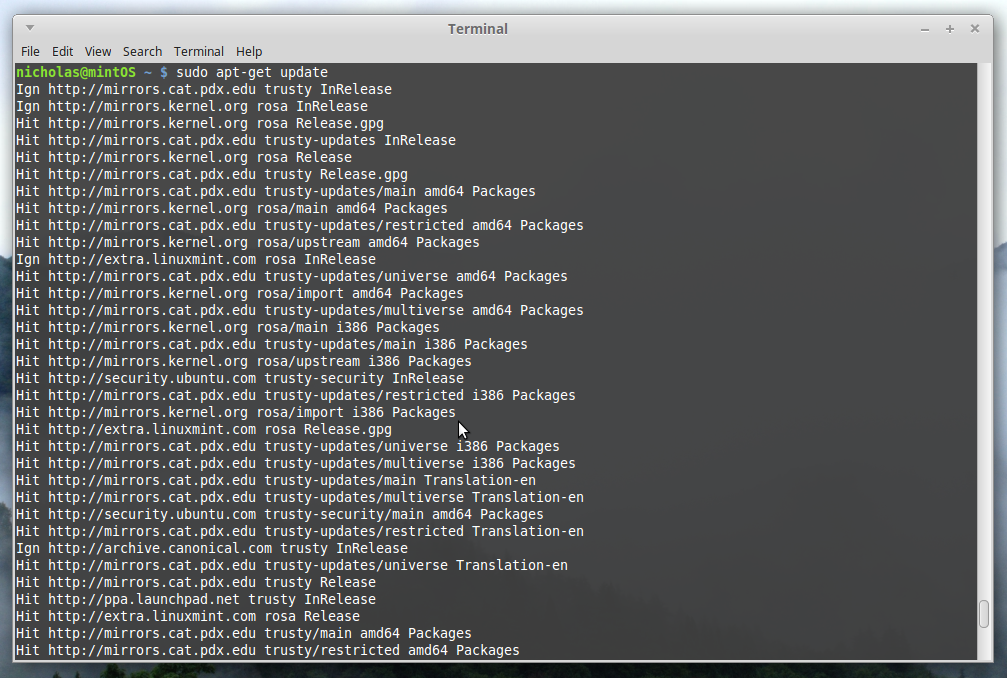 Terminal
File Edit View Search Terminal Help
nicholas@mintOS ~ $ sudo apt-get update
Ign http://mirrors.cat.pdx.edu trusty InRelease
Ign http://mirrors.kernel.org rosa InRelease
Hit http://mirrors.kernel.org rosa Release.gpg
Hit http://mirrors.cat.pdx.edu trusty-updates InRelease
Hit http://mirrors.kernel.org rosa Release
Hit http://mirrors.cat.pdx.edu trusty Release.gpg
Hit http://mirrors.cat.pdx.edu trusty-updates/main amd64 Packages
Hit http://mirrors.kernel.org rosa/main amd64 Packages
Hit http://mirrors.cat.pdx.edu trusty-updates/restricted amd64 Packages
Hit http://mirrors.kernel.org rosa/upstream amd64 Packages
Ign http://extra.linuxmint.com rosa InRelease
Hit http://mirrors.cat.pdx.edu trusty-updates/universe amd64 Packages
Hit http://mirrors.kernel.org rosa/import amd64 Packages
Hit http://mirrors.cat.pdx.edu trusty-updates/multiverse amd64 Packages
Hit http://mirrors.kernel.org rosa/main i386 Packages
Hit http://mirrors.cat.pdx.edu trusty-updates/main i386 Packages
Hit http://mirrors.kernel.org rosa/upstream i386 Packages
Hit http://security.ubuntu.com trusty-security InRelease
Hit http://mirrors.cat.pdx.edu trusty-updates/restricted i386 Packages
Hit http://mirrors.kernel.org rosa/import i386 Packages
Hit http://extra.linuxmint.com rosa Release.gpg
Hit http://mirrors.cat.pdx.edu trusty-updates/universe i386 Packages
Hit http://mirrors.cat.pdx.edu trusty-updates/multiverse i386 Packages
Hit http://mirrors.cat.pdx.edu trusty-updates/main Translation-en
Hit http://mirrors.cat.pdx.edu trusty-updates/multiverse Translation-en
Hit http://security.ubuntu.com trusty-security/main amd64 Packages
Hit http://mirrors.cat.pdx.edu trusty-updates/restricted Translation-en
Ign http://archive.canonical.com trusty InRelease
Hit http://mirrors.cat.pdx.edu trusty-updates/universe Translation-en
Hit http://mirrors.cat.pdx.edu trusty Release
Hit http://ppa.launchpad.net trusty InRelease
Hit http://extra.linuxmint.com rosa Release
Hit http://mirrors.cat.pdx.edu trusty/main amd64 Packages
Hit http://mirrors.cat.pdx.edu trusty/restricted amd64 Packages